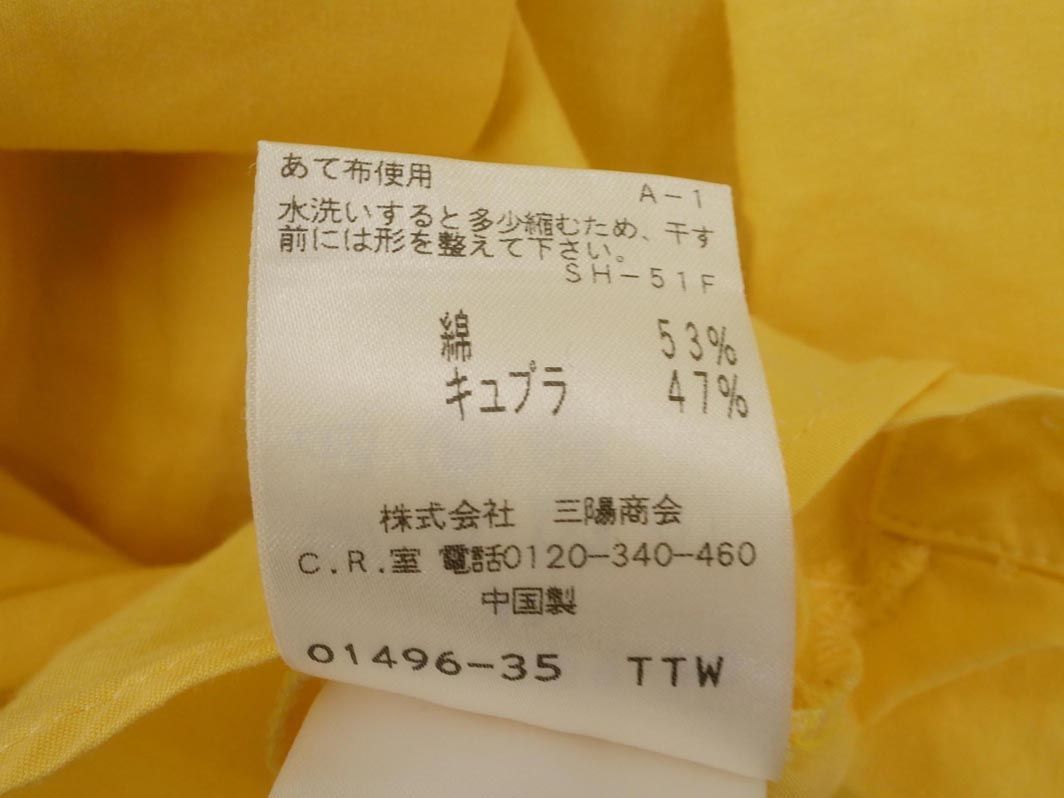 あて布使用
A-1
水洗いすると多少縮むため、干す
前には形を整えて下さい。
SH-51F
綿 53%
キュプラ 47%
株式会社 三陽商会
C.R.室 電話0120-340-460
中国製
01496-35 TTW